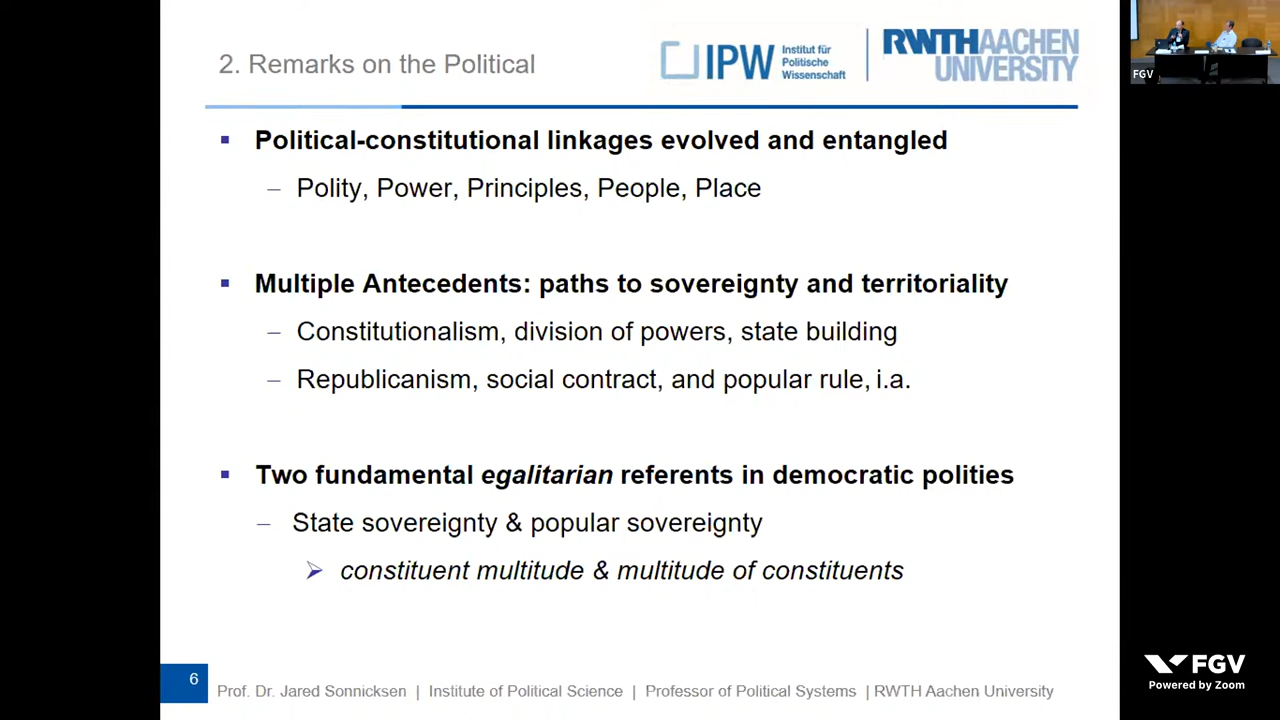 2. Remarks on the Political
IPW
Institut für
Politische
Wissenschaft
RWTHAACHEN
UNIVERSITY
FGV
▪ Political-constitutional linkages evolved and entangled
– Polity, Power, Principles, People, Place
▪ Multiple Antecedents: paths to sovereignty and territoriality
– Constitutionalism, division of powers, state building
– Republicanism, social contract, and popular rule, i.a.
▪ Two fundamental egalitarian referents in democratic polities
– State sovereignty & popular sovereignty
➢ constituent multitude & multitude of constituents
FGV
Powered by Zoom
6
Prof. Dr. Jared Sonnicksen | Institute of Political Science | Professor of Political Systems | RWTH Aachen University